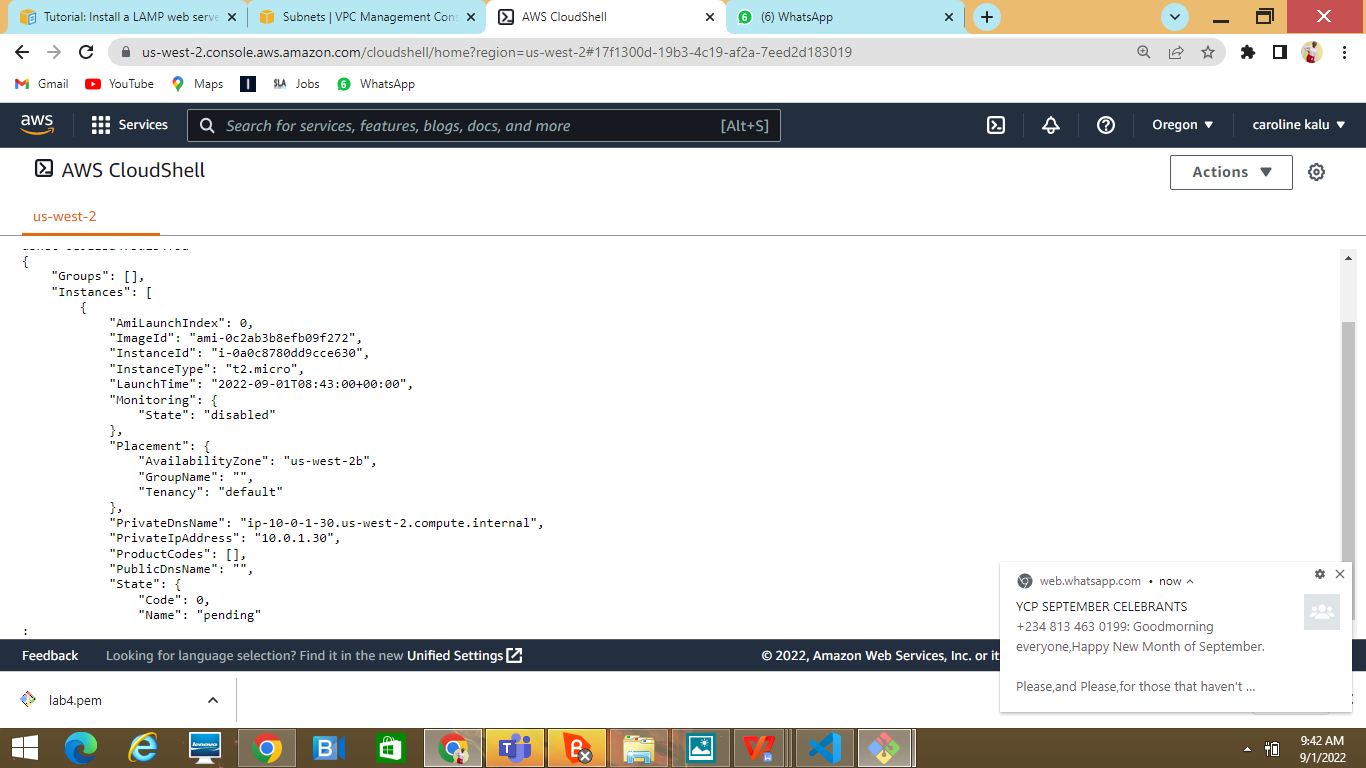 Tutorial: Install a LAMP web serve
Subnets | VPC Management Cons
AWS CloudShell
(6) WhatsApp
us-west-2.console.aws.amazon.com/cloudshell/home?region=us-west-2#17f1300d-19b3-4c19-af2a-7eed2d183019
Gmail
YouTube
Maps
Jobs
WhatsApp
aws
Services
Search for services, features, blogs, docs, and more
[Alt+S]
Oregon
caroline kalu
AWS CloudShell
Actions
us-west-2
{
"Groups": [],
"Instances": [
{
"AmiLaunchIndex": 0,
"ImageId": "ami-0c2ab3b8efb09f272",
"InstanceId": "i-0a0c8780dd9cce630",
"InstanceType": "t2.micro",
"LaunchTime": "2022-09-01T08:43:00+00:00",
"Monitoring": {
"State": "disabled"
},
"Placement": {
"AvailabilityZone": "us-west-2b",
"GroupName": "",
"Tenancy": "default"
},
"PrivateDnsName": "ip-10-0-1-30.us-west-2.compute.internal",
"PrivateIpAddress": "10.0.1.30",
"ProductCodes": [],
"PublicDnsName": "",
"State": {
"Code": 0,
"Name": "pending"
:
web.whatsapp.com • now
YCP SEPTEMBER CELEBRANTS
+234 813 463 0199: Goodmorning
everyone,Happy New Month of September.
Please,and Please,for those that haven't ...
Feedback
Looking for language selection? Find it in the new Unified Settings
© 2022, Amazon Web Services, Inc. or it
lab4.pem
lenovo
9:42 AM
9/1/2022